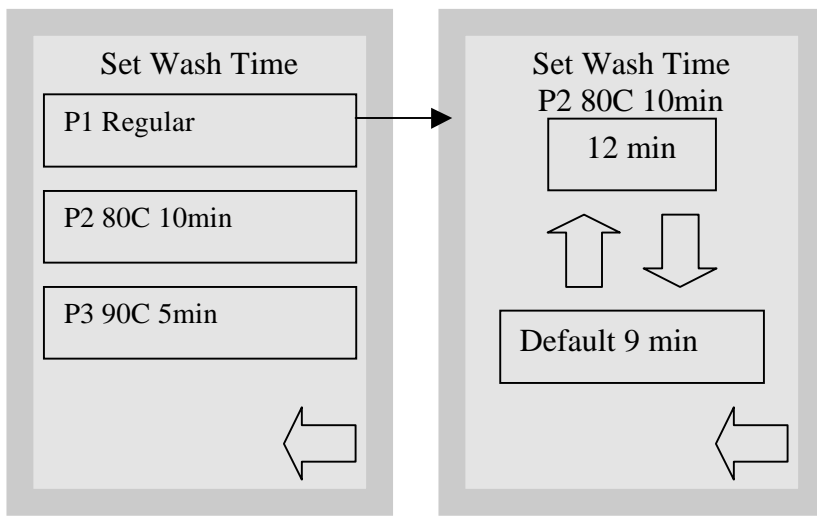 Set Wash Time
P1 Regular
P2 80C 10min
P3 90C 5min
Set Wash Time
P2 80C 10min
12 min
Default 9 min